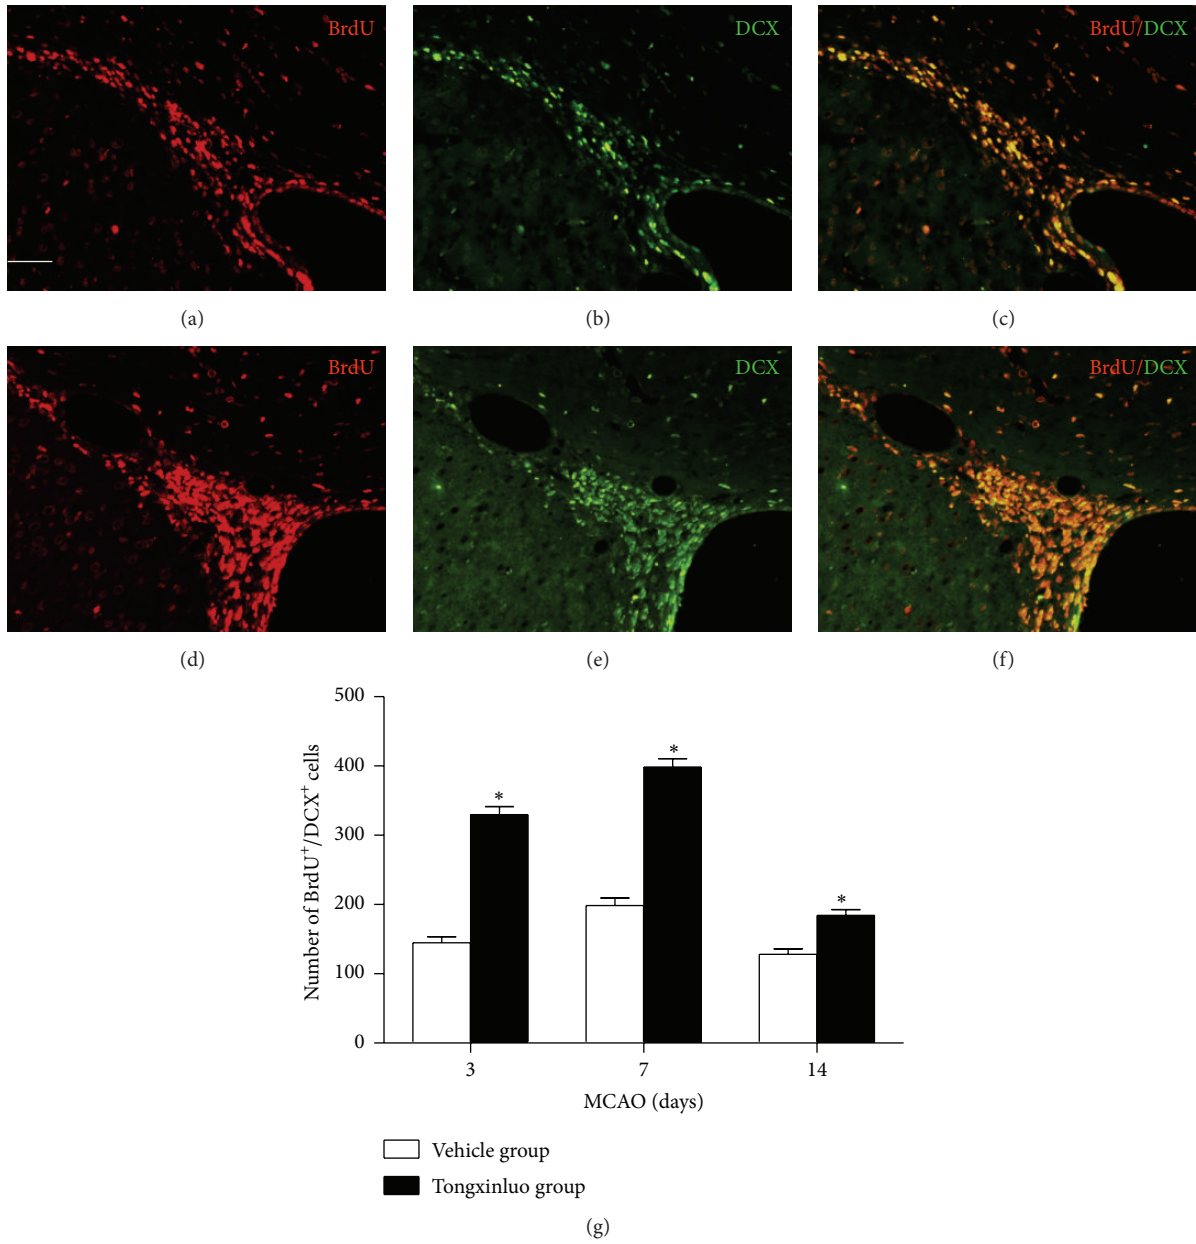 BrdU
DCX
BrdU/DCX
(a)
(b)
(c)
BrdU
DCX
BrdU/DCX
(d)
(e)
(f)
Number of BrdU⁺/DCX⁺ cells
500
400
300
200
100
0
*
*
*
3
7
14
MCAO (days)
Vehicle group
Tongxinluo group
(g)